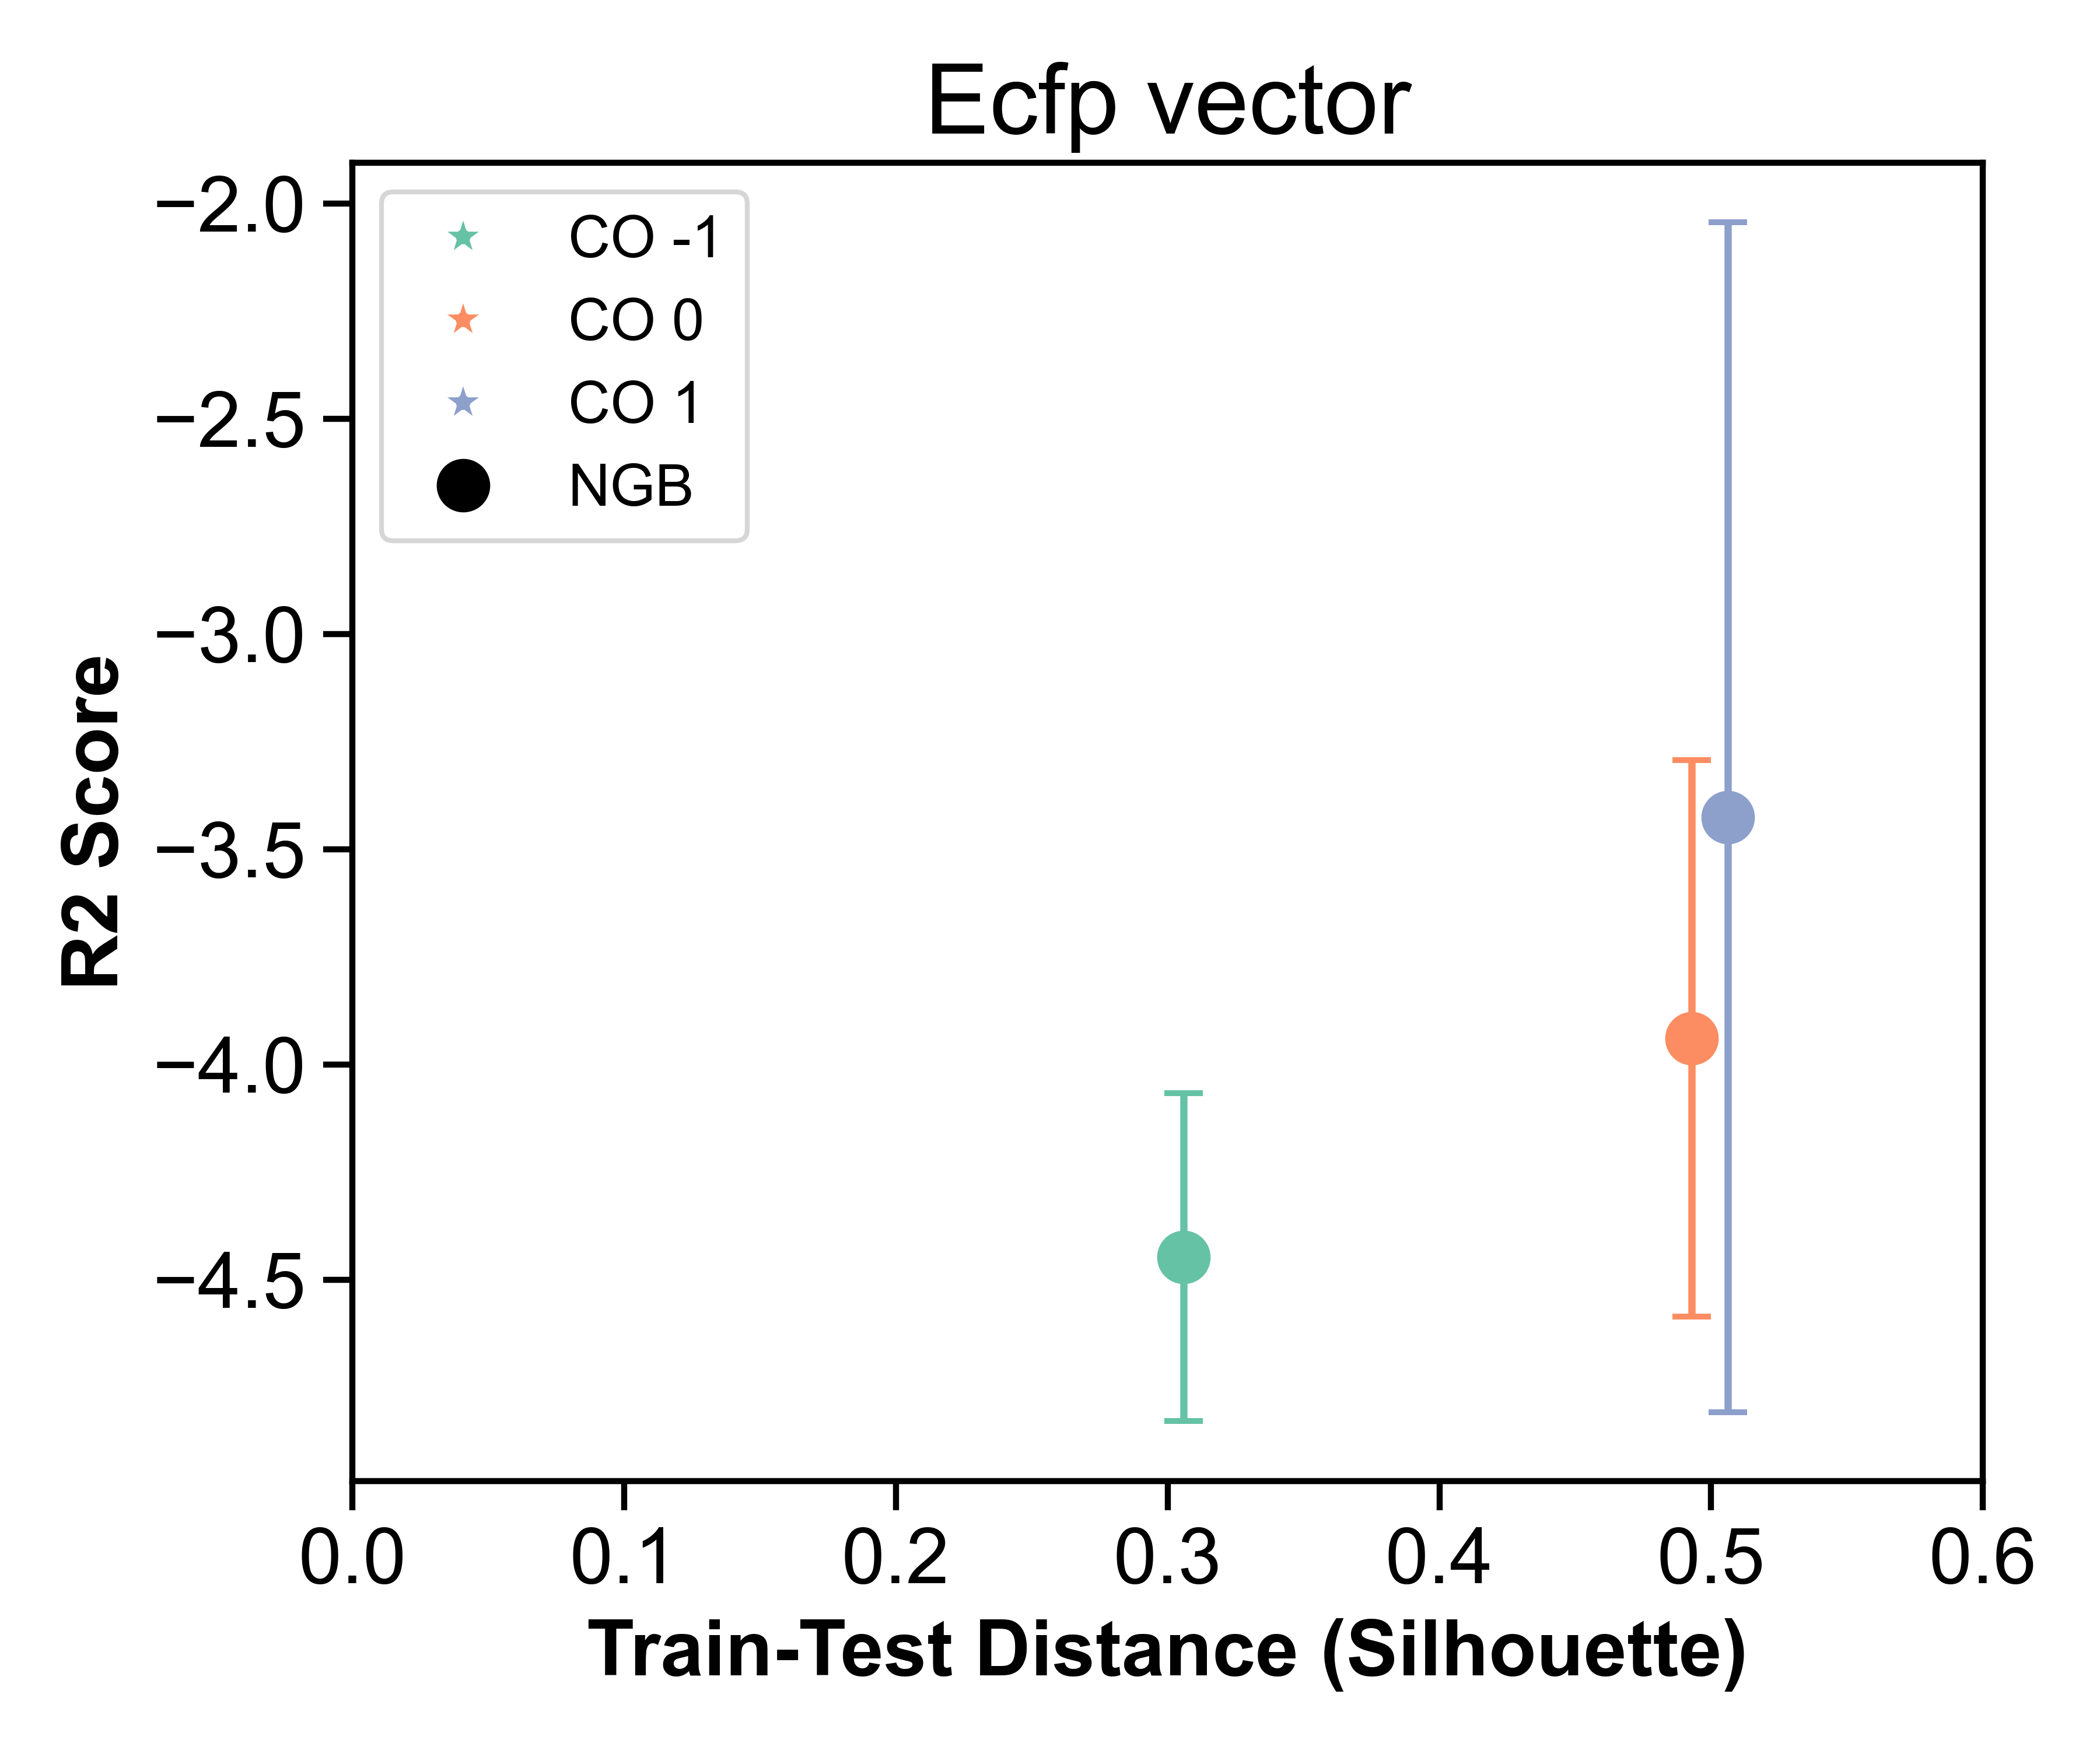 Ecfp vector
CO -1
CO 0
CO 1
NGB
R2 Score
−2.0
−2.5
−3.0
−3.5
−4.0
−4.5
0.0 0.1 0.2 0.3 0.4 0.5 0.6
Train-Test Distance (Silhouette)